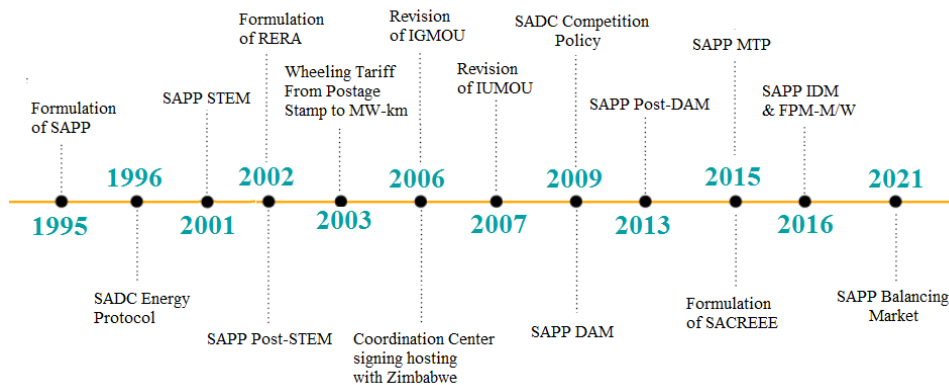 Formulation
of SAPP
1995
1996
SADC Energy
Protocol
SAPP STEM
2001
Formulation
of RERA
2002
SAPP Post-STEM
Wheeling Tariff
From Postage
Stamp to MW-km
2003
Revision
of IGMOU
2006
Coordination Center
signing hosting
with Zimbabwe
Revision
of IUMOU
2007
SADC Competition
Policy
2009
SAPP DAM
SAPP Post-DAM
2013
SAPP MTP
2015
Formulation
of SACREEE
SAPP IDM
& FPM-M/W
2016
2021
SAPP Balancing
Market